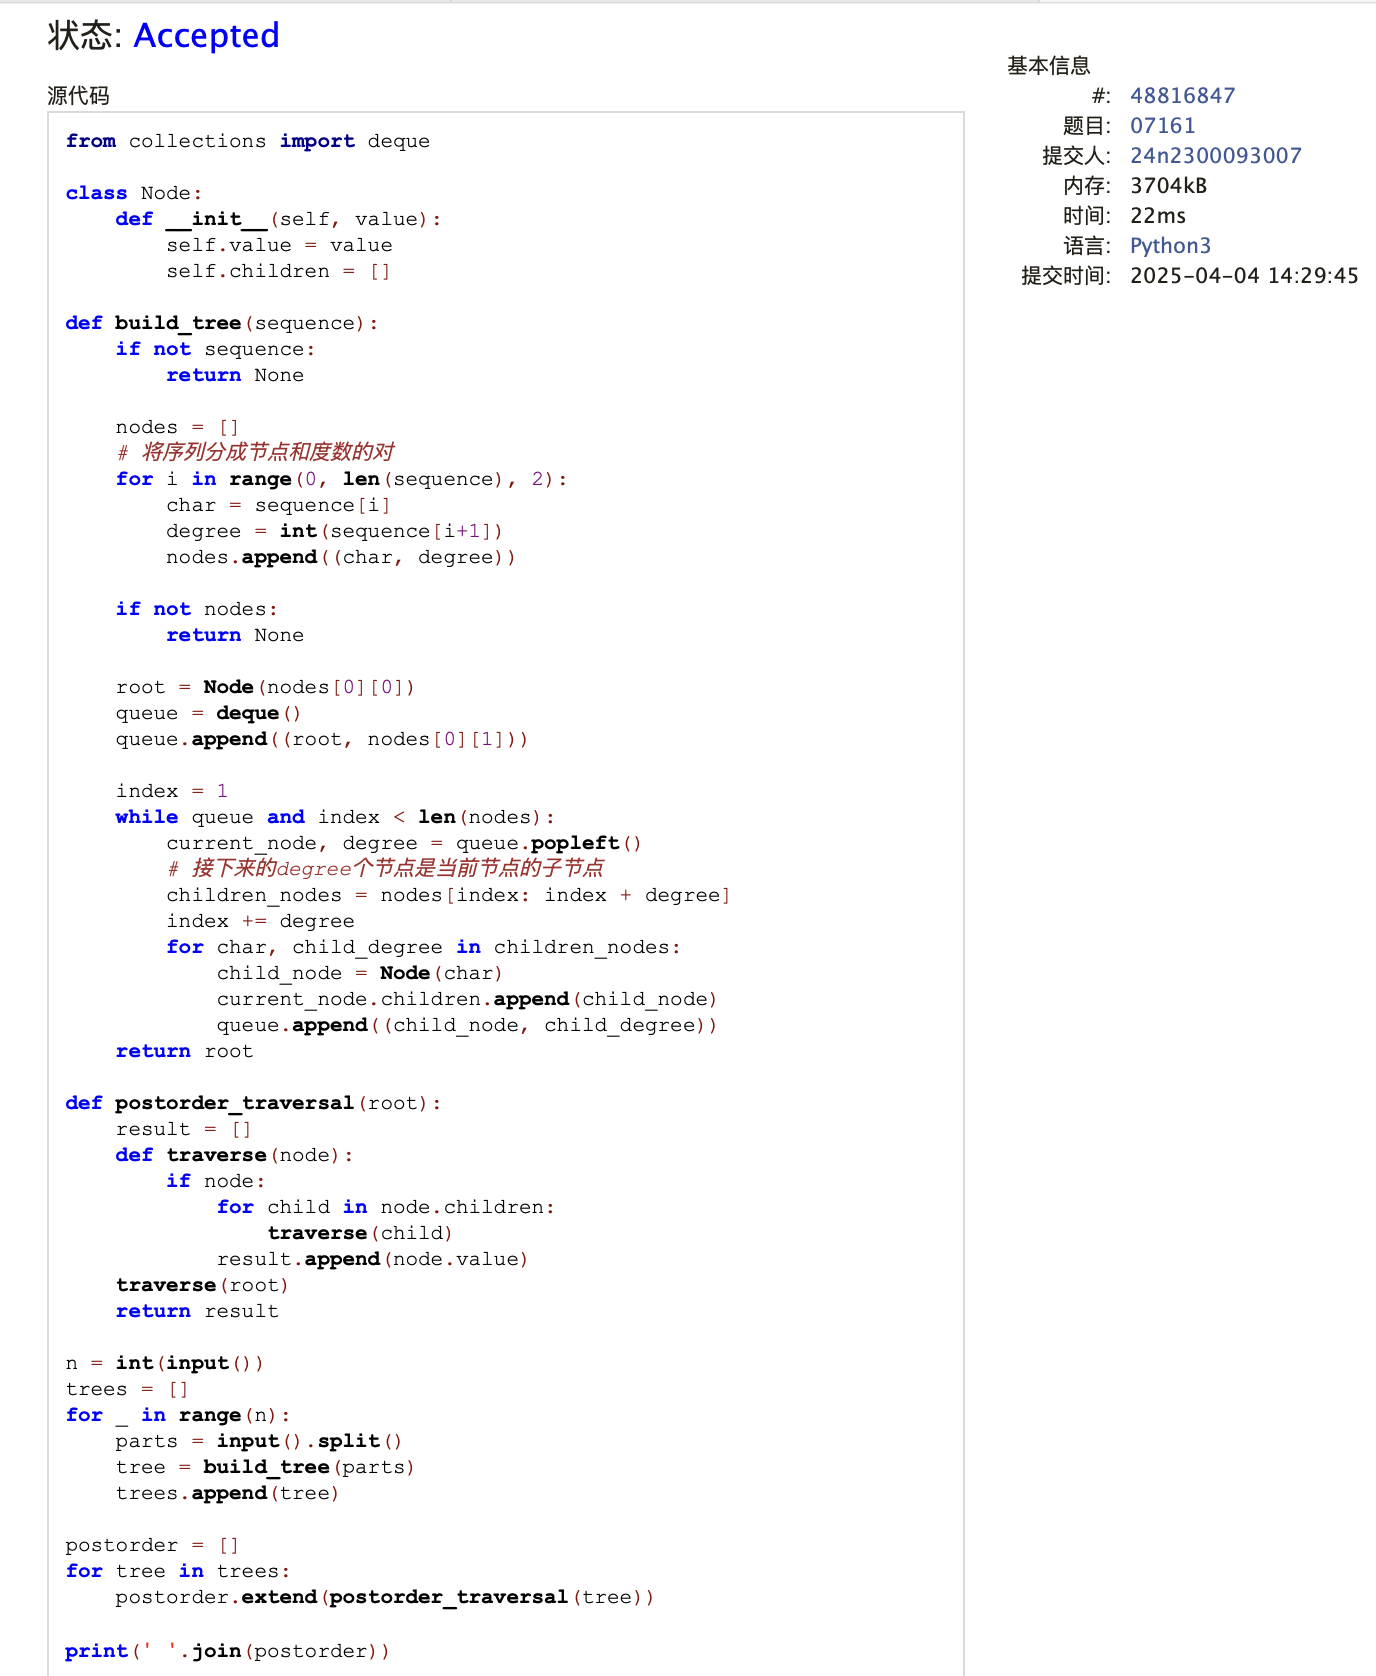 状态: Accepted
源代码
from collections import deque

class Node:
    def __init__(self, value):
        self.value = value
        self.children = []

def build_tree(sequence):
    if not sequence:
        return None

    nodes = []
    # 将序列分成节点和度数的对
    for i in range(0, len(sequence), 2):
        char = sequence[i]
        degree = int(sequence[i+1])
        nodes.append((char, degree))

    if not nodes:
        return None

    root = Node(nodes[0][0])
    queue = deque()
    queue.append((root, nodes[0][1]))

    index = 1
    while queue and index < len(nodes):
        current_node, degree = queue.popleft()
        # 接下来的degree个节点是当前节点的子节点
        children_nodes = nodes[index: index + degree]
        index += degree
        for char, child_degree in children_nodes:
            child_node = Node(char)
            current_node.children.append(child_node)
            queue.append((child_node, child_degree))
    return root

def postorder_traversal(root):
    result = []
    def traverse(node):
        if node:
            for child in node.children:
                traverse(child)
            result.append(node.value)
    traverse(root)
    return result

n = int(input())
trees = []
for _ in range(n):
    parts = input().split()
    tree = build_tree(parts)
    trees.append(tree)

postorder = []
for tree in trees:
    postorder.extend(postorder_traversal(tree))

print(' '.join(postorder))
基本信息
#: 48816847
题目: 07161
提交人: 24n2300093007
内存: 3704kB
时间: 22ms
语言: Python3
提交时间: 2025-04-04 14:29:45